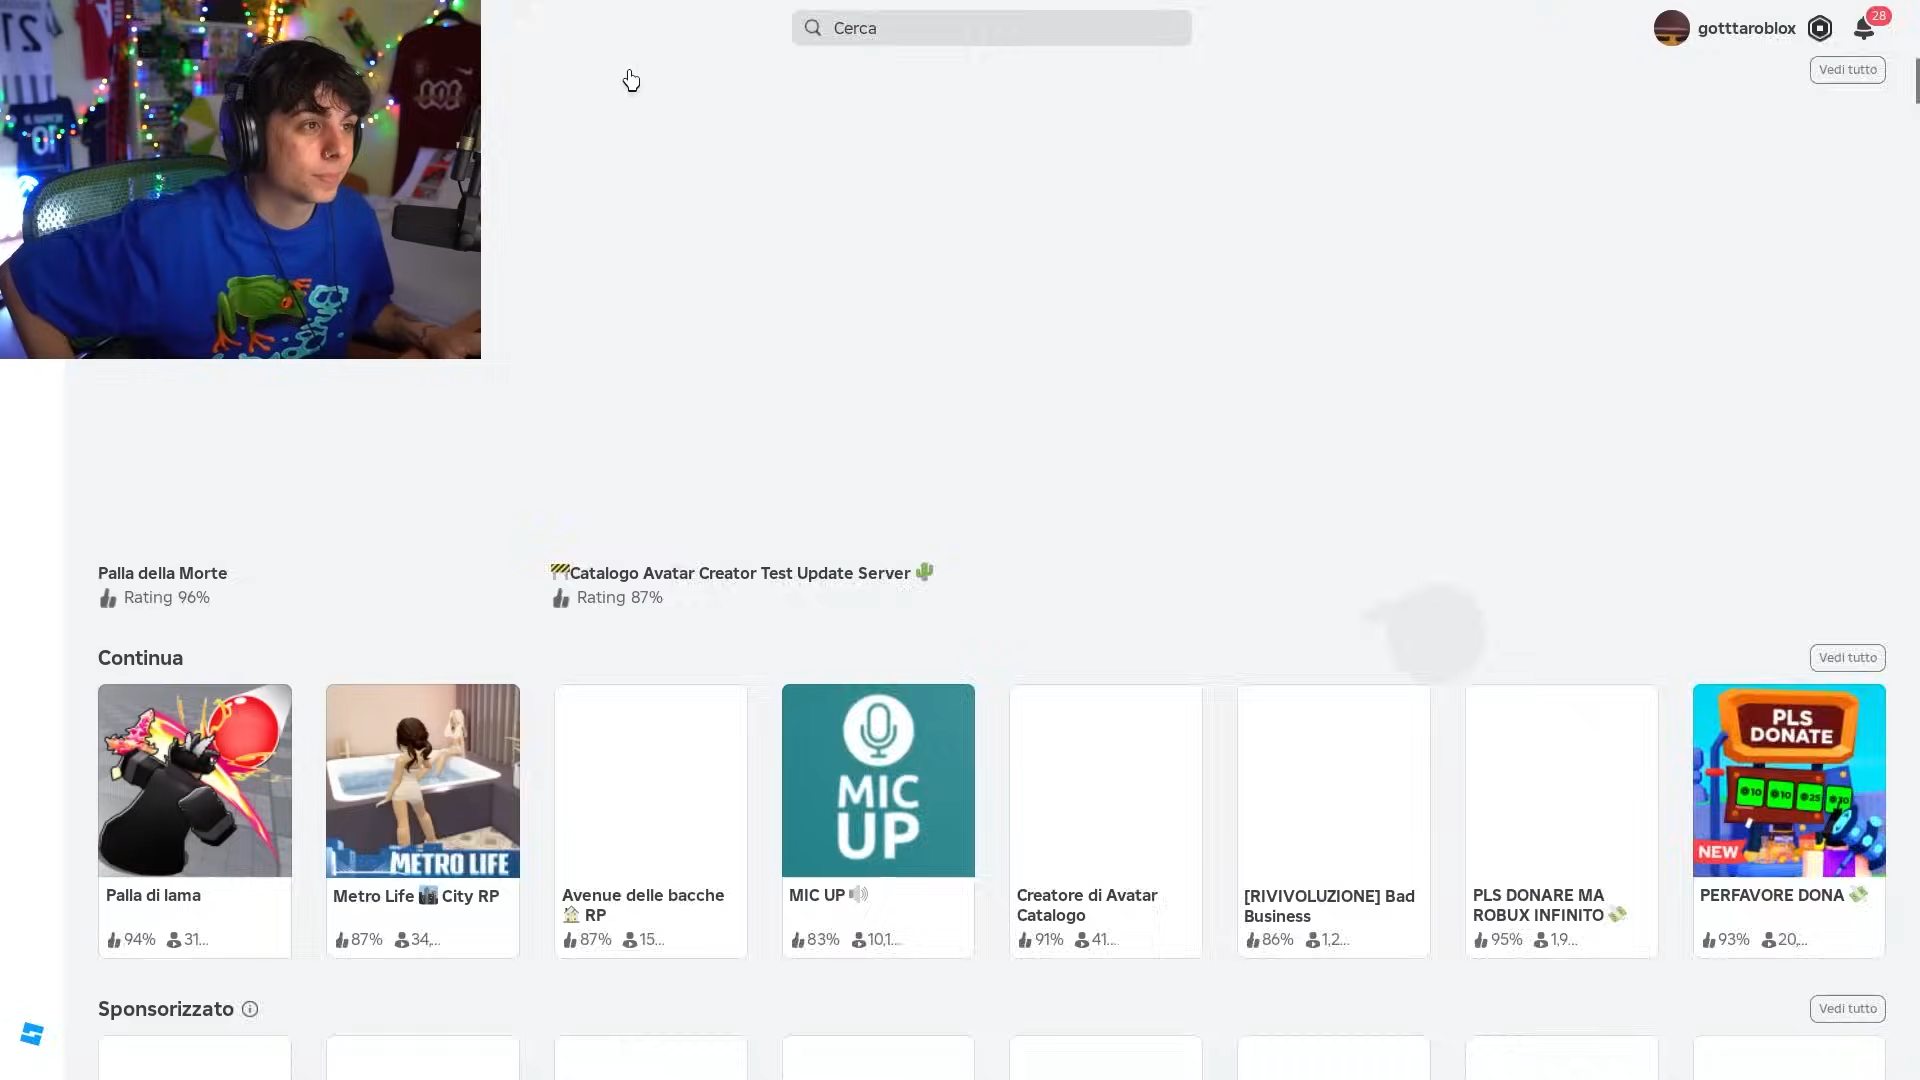 Cerca
gotttaroblox
28
Vedi tutto
Palla della Morte
Rating 96%
🚧Catalogo Avatar Creator Test Update Server 🌵
Rating 87%
Continua
Vedi tutto
MIC
UP
PLS
DONATE
10
10
25
NEW
METRO LIFE
Palla di lama
94% 31...
Metro Life 🏙 City RP
87% 34,...
Avenue delle bacche
🏠 RP
87% 15...
MIC UP 🔊
83% 10,1...
Creatore di Avatar
Catalogo
91% 41...
[RIVIVOLUZIONE] Bad
Business
86% 1,2...
PLS DONARE MA
ROBUX INFINITO 💸
95% 1,9...
PERFAVORE DONA 💸
93% 20,...
Sponsorizzato
Vedi tutto